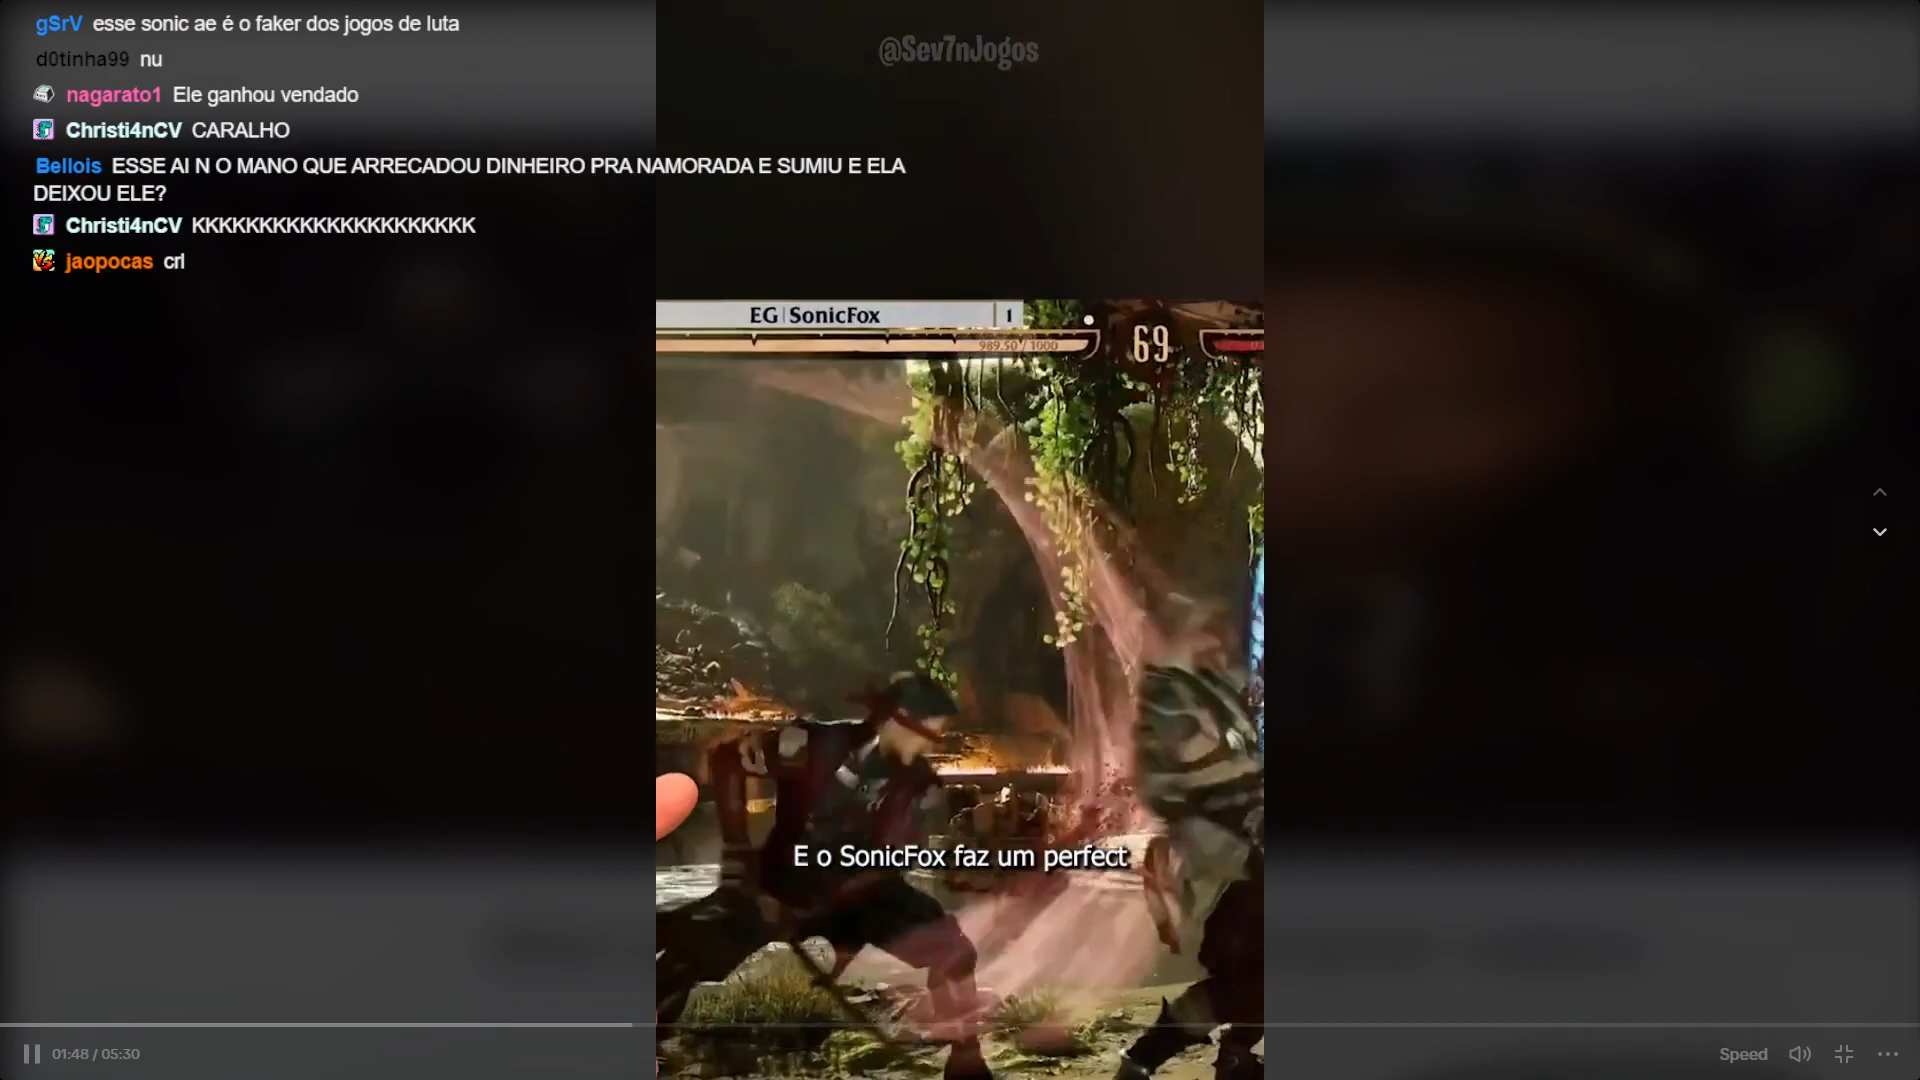 gSrV esse sonic ae é o faker dos jogos de luta
d0tinha99 nu
nagarato1 Ele ganhou vendado
Christi4nCV CARALHO
Bellois ESSE AI N O MANO QUE ARRECADOU DINHEIRO PRA NAMORADA E SUMIU E ELA
DEIXOU ELE?
Christi4nCV KKKKKKKKKKKKKKKKKKKKK
jaopocas crl
@Sev7nJogos
EG | SonicFox 1
989.50 / 1000
69
E o SonicFox faz um perfect
01:48 / 05:30
Speed